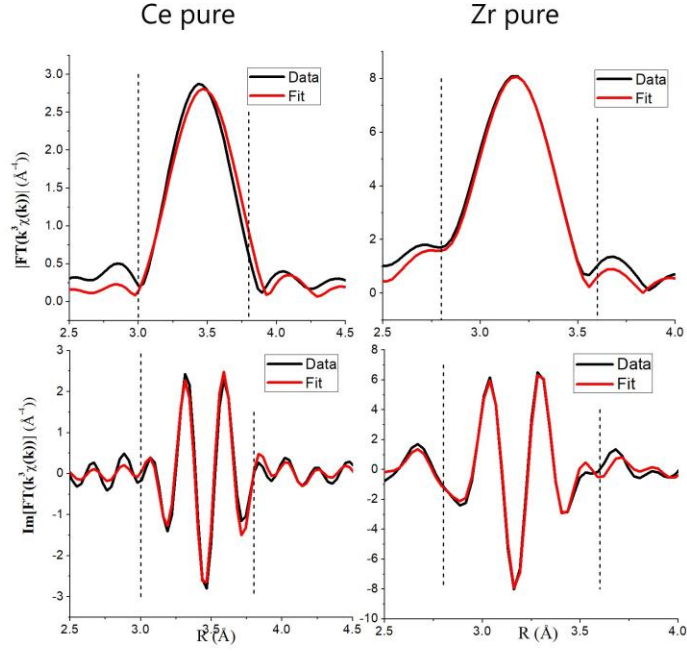 Ce pure
Zr pure
|FT(k³χ(k))| (Å⁻¹)
3.0
2.5
2.0
1.5
1.0
0.5
0.0
Data
Fit
2.5 3.0 3.5 4.0 4.5
8
6
4
2
0
Data
Fit
2.5 3.0 3.5 4.0
Im[FT(k³χ(k))| (Å⁻¹)
3
2
1
0
-1
-2
-3
Data
Fit
2.5 3.0 3.5 4.0 4.5
R (Å)
8
6
4
2
0
-2
-4
-6
-8
-10
Data
Fit
2.5 3.0 3.5 4.0
R (Å)